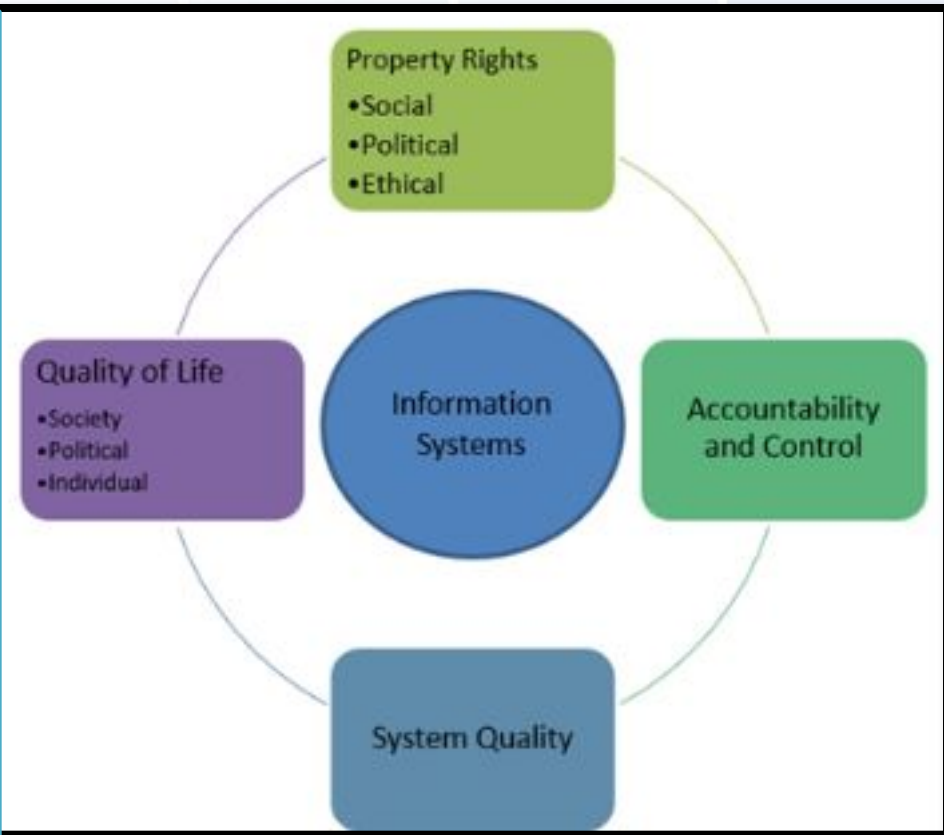 Property Rights
•Social
•Political
•Ethical
Quality of Life
•Society
•Political
•Individual
Information
Systems
Accountability
and Control
System Quality